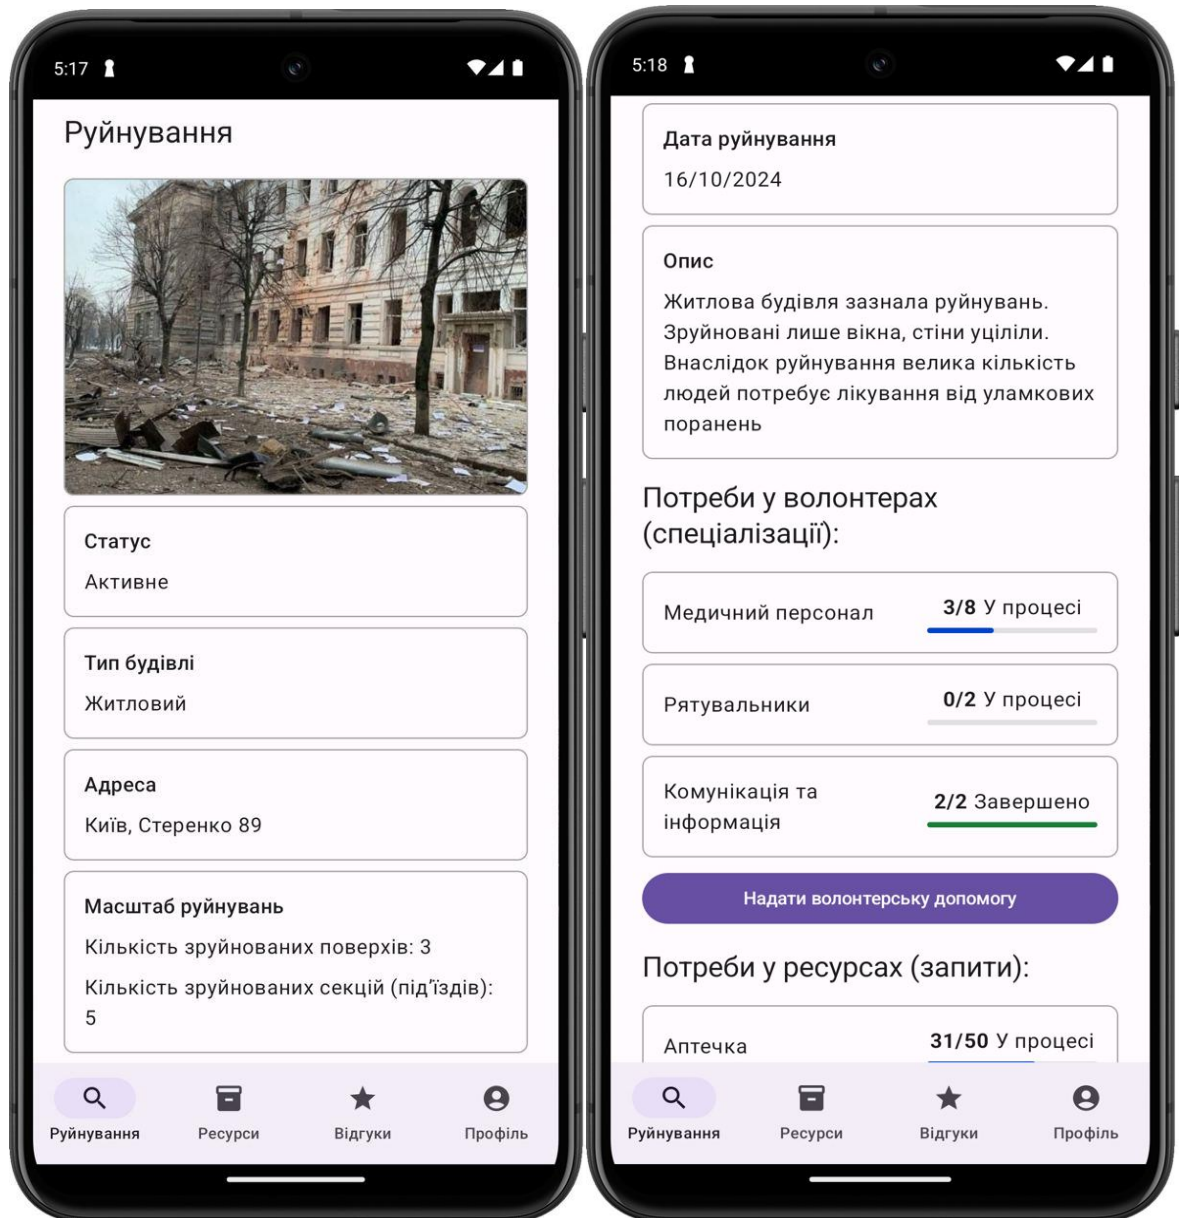 5:17
Руйнування
Статус
Активне
Тип будівлі
Житловий
Адреса
Київ, Стеренко 89
Масштаб руйнувань
Кількість зруйнованих поверхів: 3
Кількість зруйнованих секцій (під'їздів):
5
Руйнування
Ресурси
Відгуки
Профіль
5:18
Дата руйнування
16/10/2024
Опис
Житлова будівля зазнала руйнувань.
Зруйновані лише вікна, стіни уціліли.
Внаслідок руйнування велика кількість
людей потребує лікування від уламкових
поранень
Потреби у волонтерах
(спеціалізації):
Медичний персонал
3/8 У процесі
Рятувальники
0/2 У процесі
Комунікація та
інформація
2/2 Завершено
Надати волонтерську допомогу
Потреби у ресурсах (запити):
Аптечка
31/50 У процесі
Руйнування
Ресурси
Відгуки
Профіль